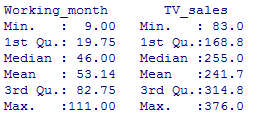 Working_month      TV_sales
Min.   :  9.00   Min.   : 83.0
1st Qu.: 19.75   1st Qu.:168.8
Median : 46.00   Median :255.0
Mean   : 53.14   Mean   :241.7
3rd Qu.: 82.75   3rd Qu.:314.8
Max.   :111.00   Max.   :376.0